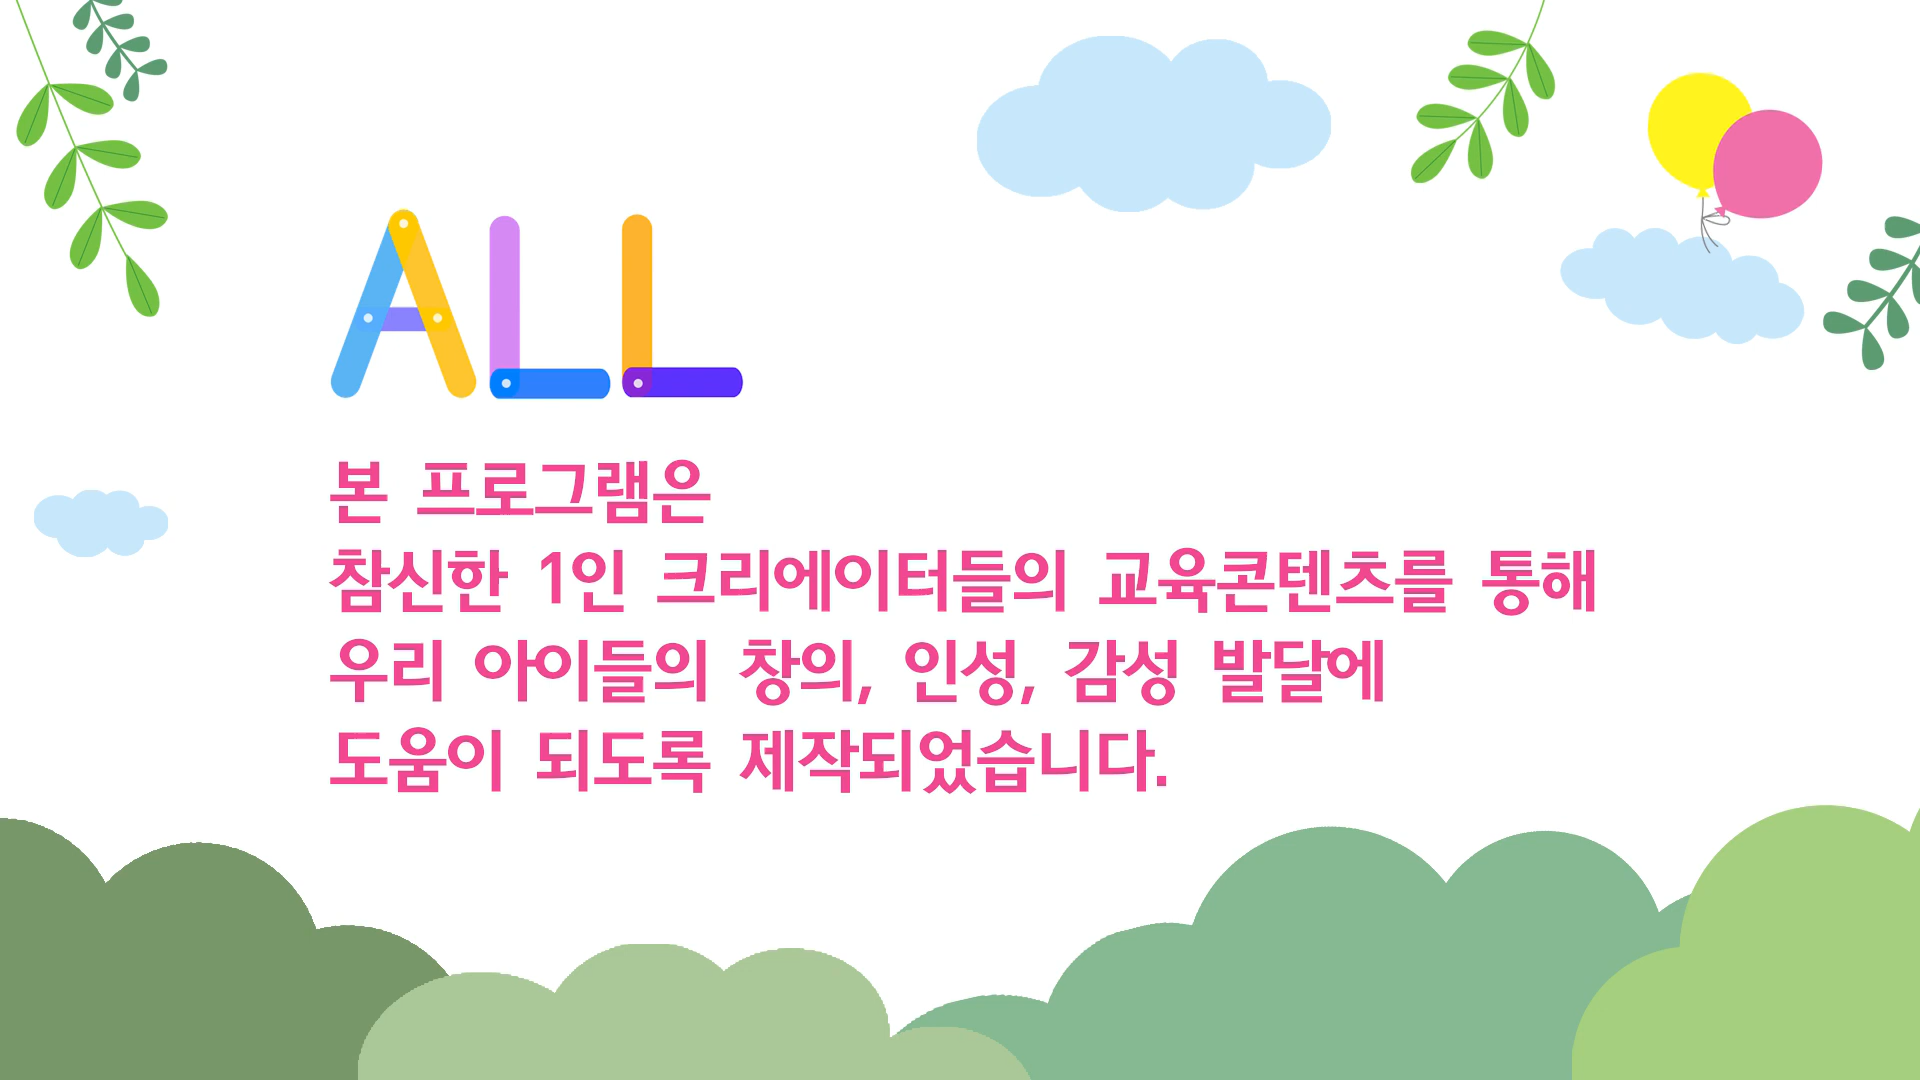 ALL
본 프로그램은
참신한 1인 크리에이터들의 교육콘텐츠를 통해
우리 아이들의 창의, 인성, 감성 발달에
도움이 되도록 제작되었습니다.